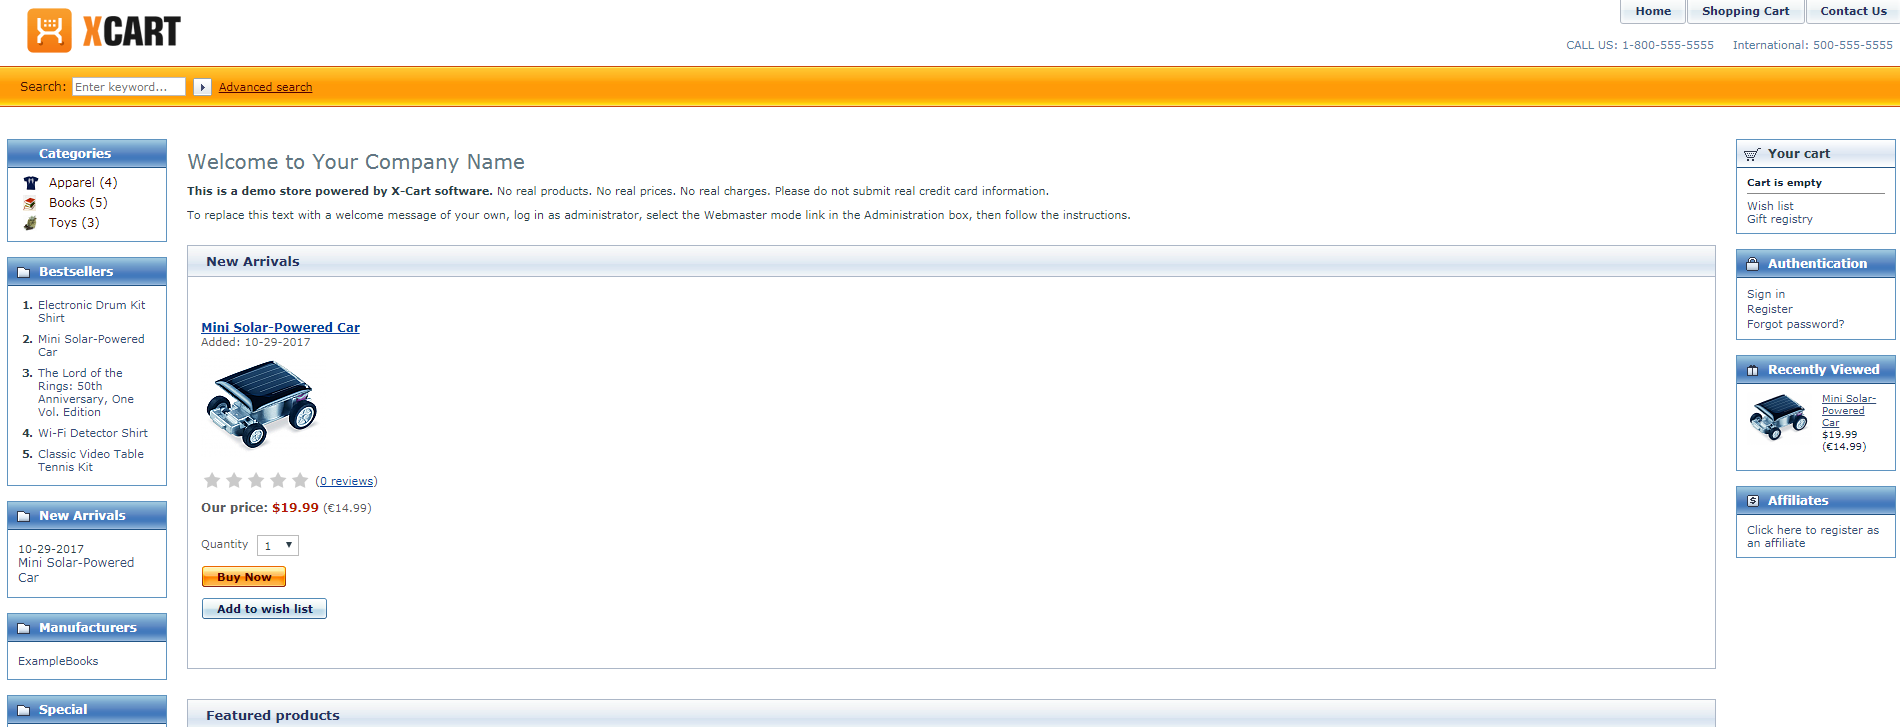 XCART
Home
Shopping Cart
Contact Us
CALL US: 1-800-555-5555
International: 500-555-5555
Search:
Enter keyword...
Advanced search
Categories
Apparel (4)
Books (5)
Toys (3)
Bestsellers
1. Electronic Drum Kit
Shirt
2. Mini Solar-Powered
Car
3. The Lord of the
Rings: 50th
Anniversary, One
Vol. Edition
4. Wi-Fi Detector Shirt
5. Classic Video Table
Tennis Kit
New Arrivals
10-29-2017
Mini Solar-Powered
Car
Manufacturers
ExampleBooks
Special
Welcome to Your Company Name
This is a demo store powered by X-Cart software. No real products. No real prices. No real charges. Please do not submit real credit card information.
To replace this text with a welcome message of your own, log in as administrator, select the Webmaster mode link in the Administration box, then follow the instructions.
New Arrivals
Mini Solar-Powered Car
Added: 10-29-2017
(0 reviews)
Our price: $19.99 (€14.99)
Quantity 1
Buy Now
Add to wish list
Featured products
Your cart
Cart is empty
Wish list
Gift registry
Authentication
Sign in
Register
Forgot password?
Recently Viewed
Mini Solar-
Powered
Car
$19.99
(€14.99)
Affiliates
Click here to register as
an affiliate